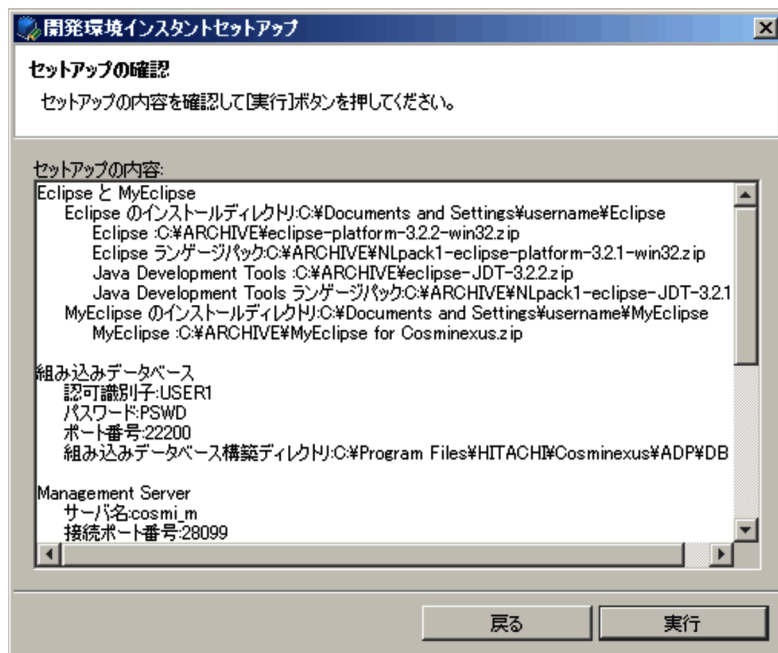 開発環境インスタントセットアップ
セットアップの確認
セットアップの内容を確認して[実行]ボタンを押してください。
セットアップの内容:
Eclipse と MyEclipse
Eclipse のインストールディレクトリ:C:¥Documents and Settings¥username¥Eclipse
Eclipse :C:¥ARCHIVE¥eclipse-platform-3.2.2-win32.zip
Eclipse ランゲージパック:C:¥ARCHIVE¥NLpack1-eclipse-platform-3.2.1-win32.zip
Java Development Tools :C:¥ARCHIVE¥eclipse-JDT-3.2.2.zip
Java Development Tools ランゲージパック:C:¥ARCHIVE¥NLpack1-eclipse-JDT-3.2.1
MyEclipse のインストールディレクトリ:C:¥Documents and Settings¥username¥MyEclipse
MyEclipse :C:¥ARCHIVE¥MyEclipse for Cosminexus.zip
組み込みデータベース
認可識別子:USER1
パスワード:PSWD
ポート番号:22200
組み込みデータベース構築ディレクトリ:C:¥Program Files¥HITACHI¥Cosminexus¥ADP¥DB
Management Server
サーバ名:cosmi_m
接続ポート番号:28099
戻る
実行